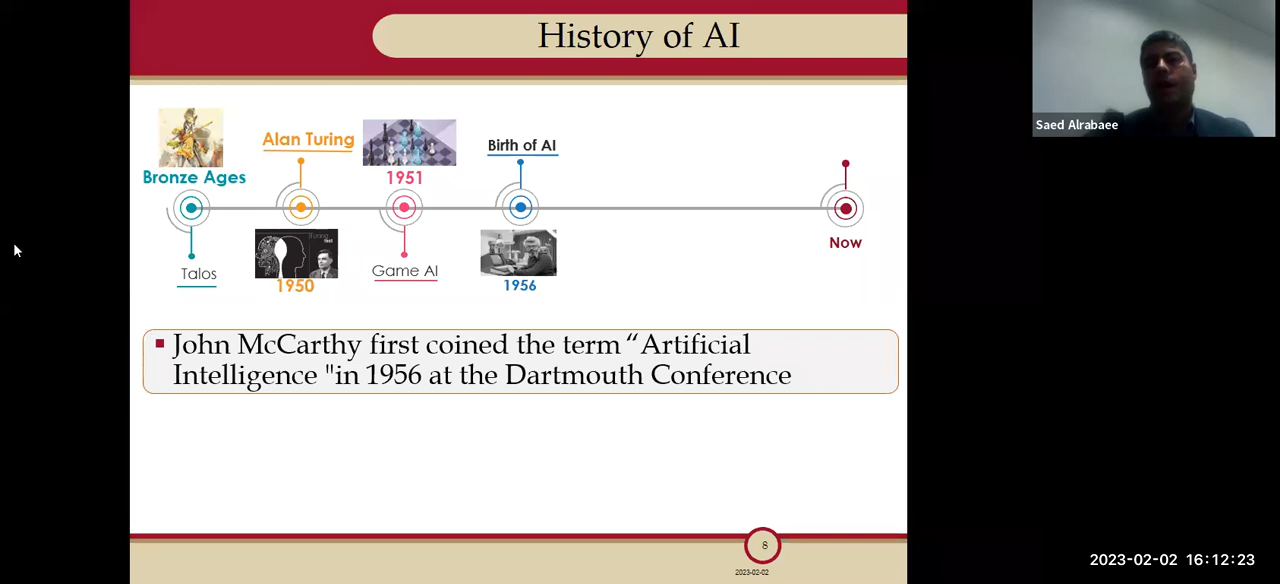 History of AI
Saed Alrabaee
Bronze Ages
Alan Turing
1951
Birth of AI
Talos
1950
Game AI
1956
Now
John McCarthy first coined the term “Artificial
Intelligence "in 1956 at the Dartmouth Conference
8
2023-02-02
2023-02-02 16:12:23